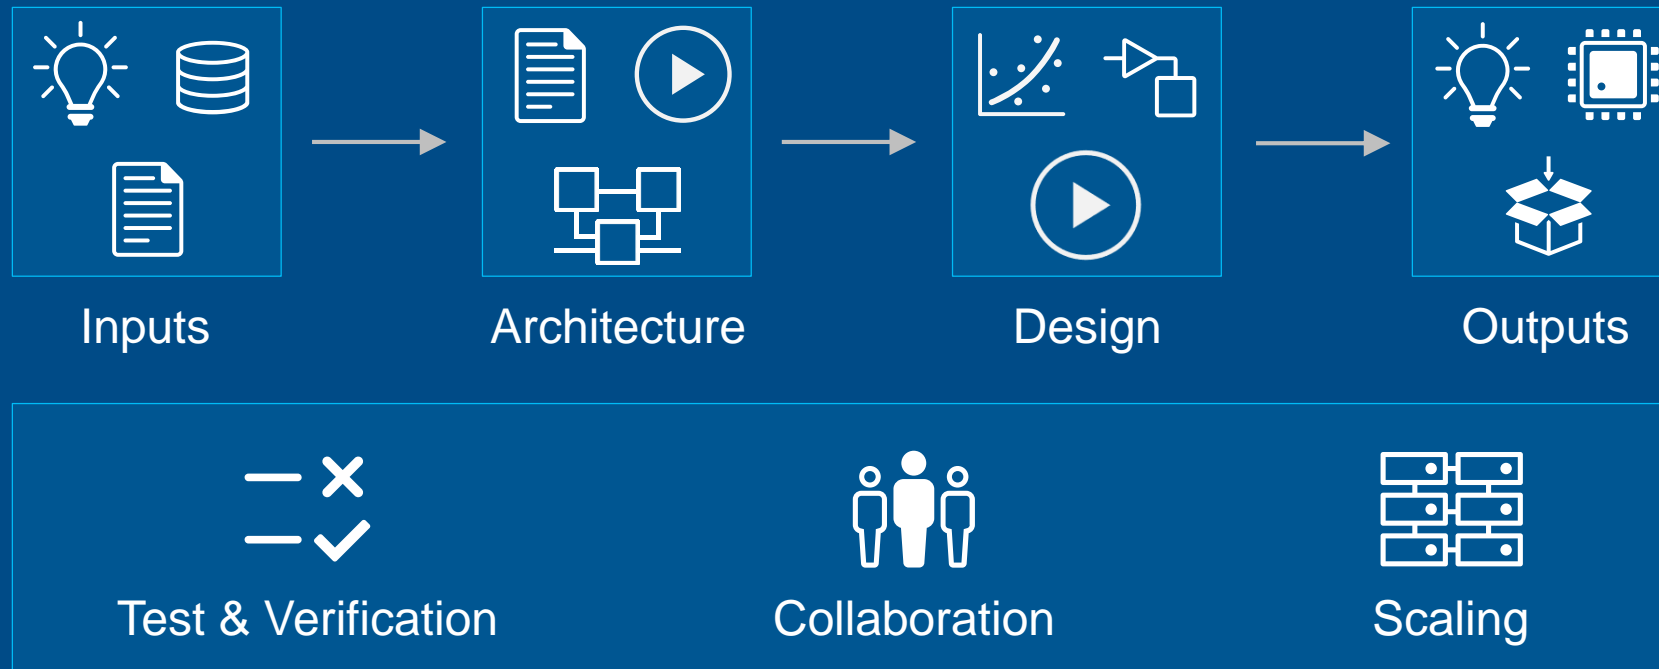 Inputs
Architecture
Design
Outputs
Test & Verification
Collaboration
Scaling